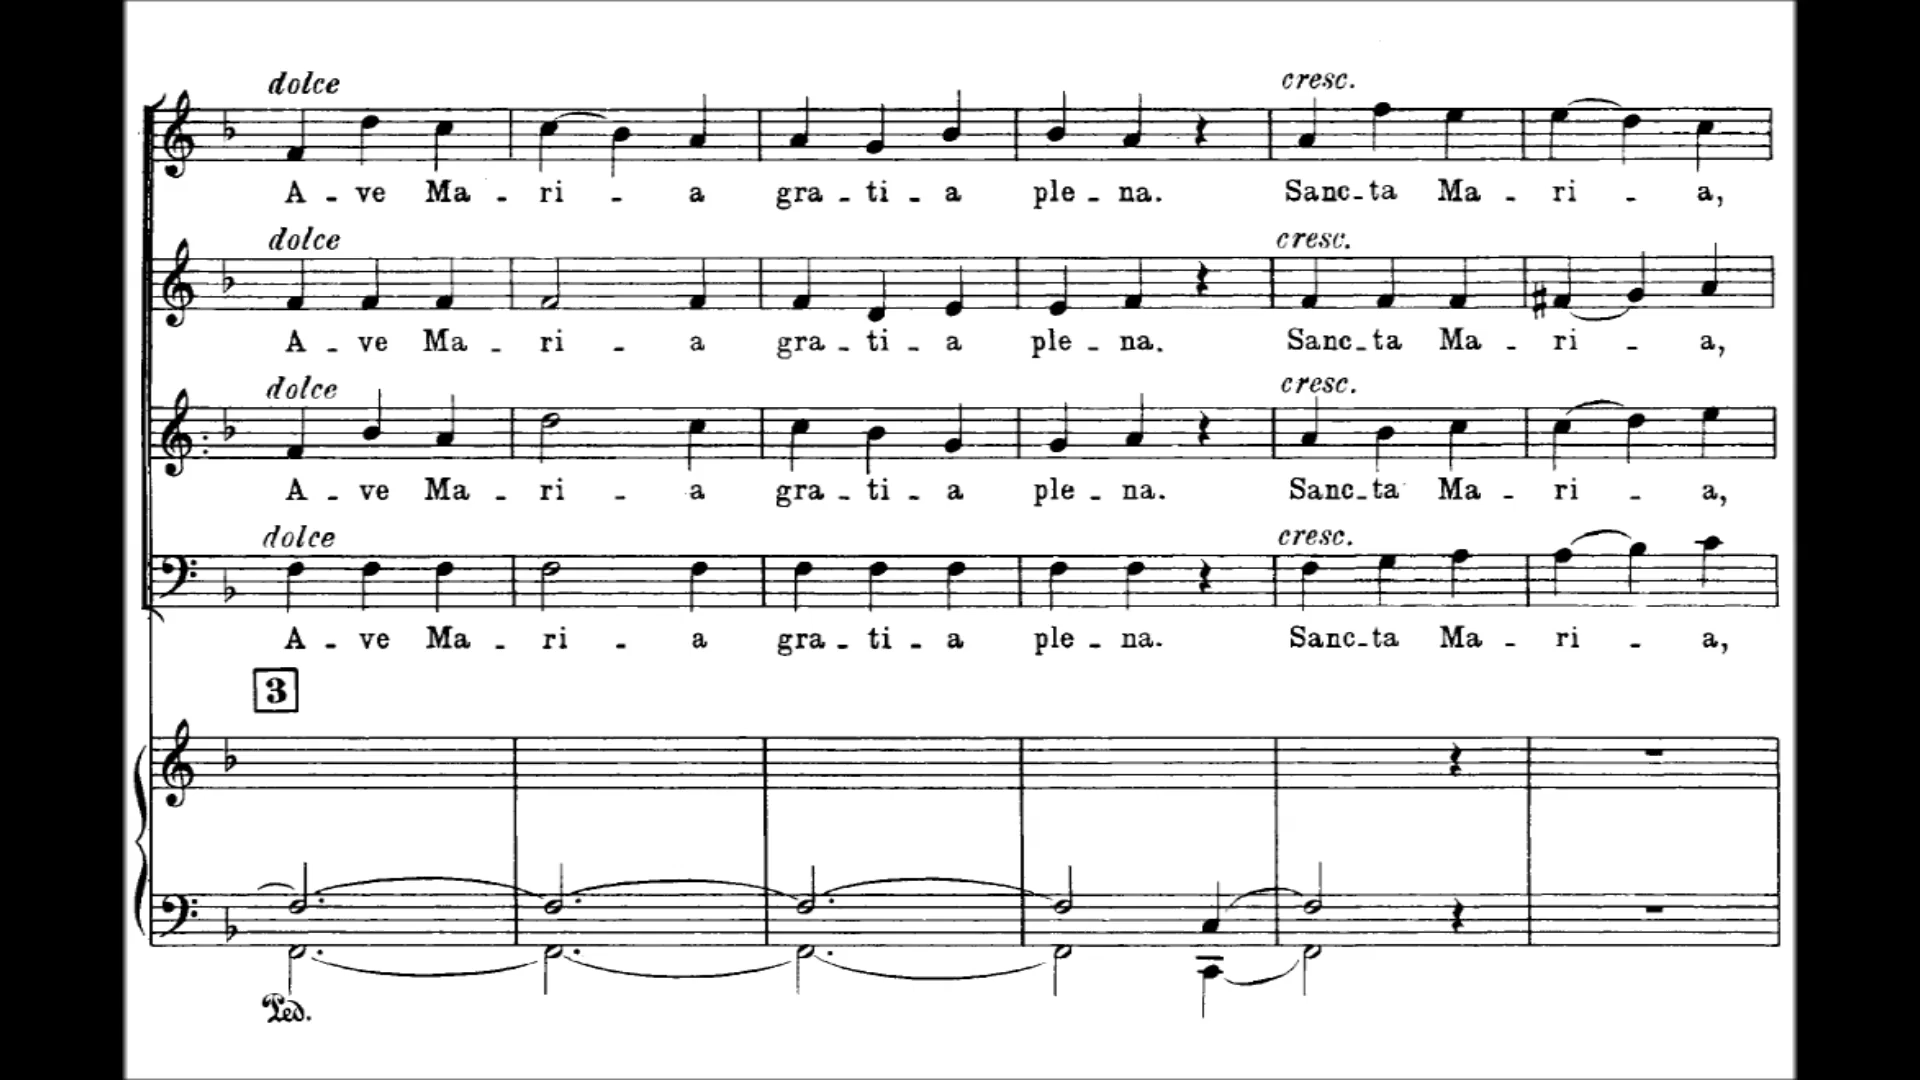 dolce cresc.
A - ve Ma - ri - a gra - ti - a ple - na. Sanc - ta Ma - ri - a,
dolce cresc.
A - ve Ma - ri - a gra - ti - a ple - na. Sanc - ta Ma - ri - a,
dolce cresc.
A - ve Ma - ri - a gra - ti - a ple - na. Sanc - ta Ma - ri - a,
dolce cresc.
A - ve Ma - ri - a gra - ti - a ple - na. Sanc - ta Ma - ri - a,
3
Ped.